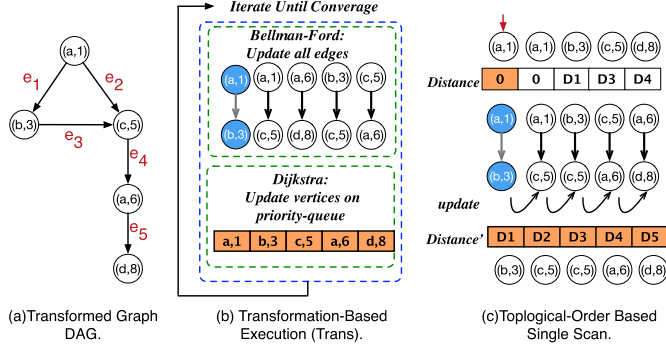 (a,1)
e1
e2
(b,3)
e3
(c,5)
e4
(a,6)
e5
(d,8)
(a)Transformed Graph
DAG.
Iterate Until Converage
Bellman-Ford:
Update all edges
(a,1) (a,1) (a,6) (b,3) (c,5)
(b,3) (c,5) (d,8) (c,5) (a,6)
Dijkstra:
Update vertices on
priority-queue
a,1 b,3 c,5 a,6 d,8
(b) Transformation-Based
Execution (Trans).
(a,1) (a,1) (b,3) (c,5) (d,8)
Distance 0 0 D1 D3 D4
(a,1) (a,1) (b,3) (c,5) (a,6)
(b,3) (c,5) (c,5) (a,6) (d,8)
update
Distance' D1 D2 D3 D4 D5
(b,3) (c,5) (c,5) (a,6) (d,8)
(c)Toplogical-Order Based
Single Scan.